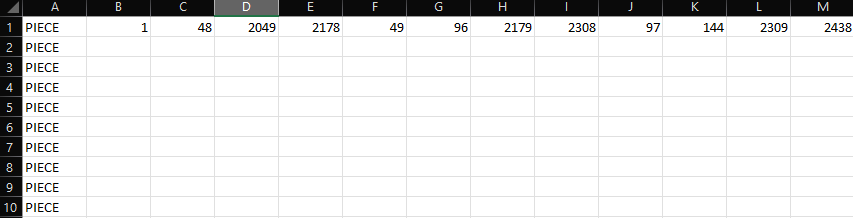 A B C D E F G H I J K L M
1 PIECE 1 48 2049 2178 49 96 2179 2308 97 144 2309 2438
2 PIECE
3 PIECE
4 PIECE
5 PIECE
6 PIECE
7 PIECE
8 PIECE
9 PIECE
10 PIECE